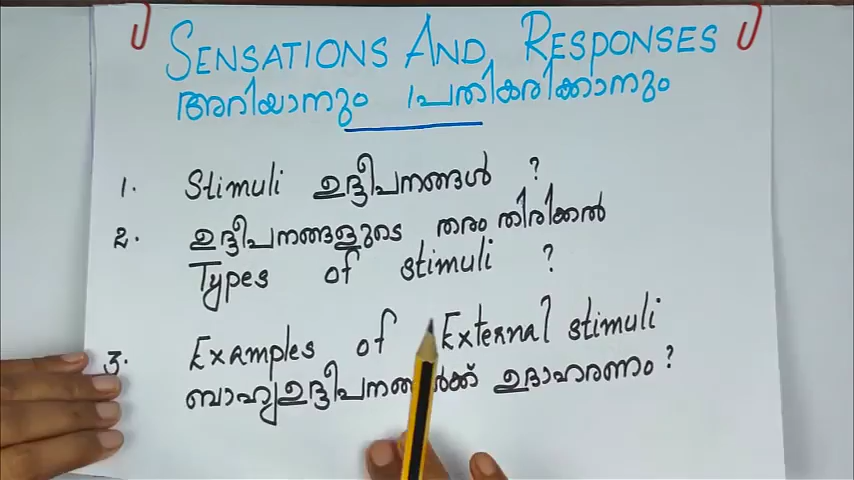 SENSATIONS AND RESPONSES
അറിയാനും പ്രതികരിക്കാനും
1. Stimuli ഉദ്ദീപനങ്ങൾ ?
2. ഉദ്ദീപനങ്ങളുടെ തരം തിരിക്കൽ
Types of stimuli ?
3. Examples of External stimuli
ബാഹ്യഉദ്ദീപനങ്ങൾക്ക് ഉദാഹരണം ?